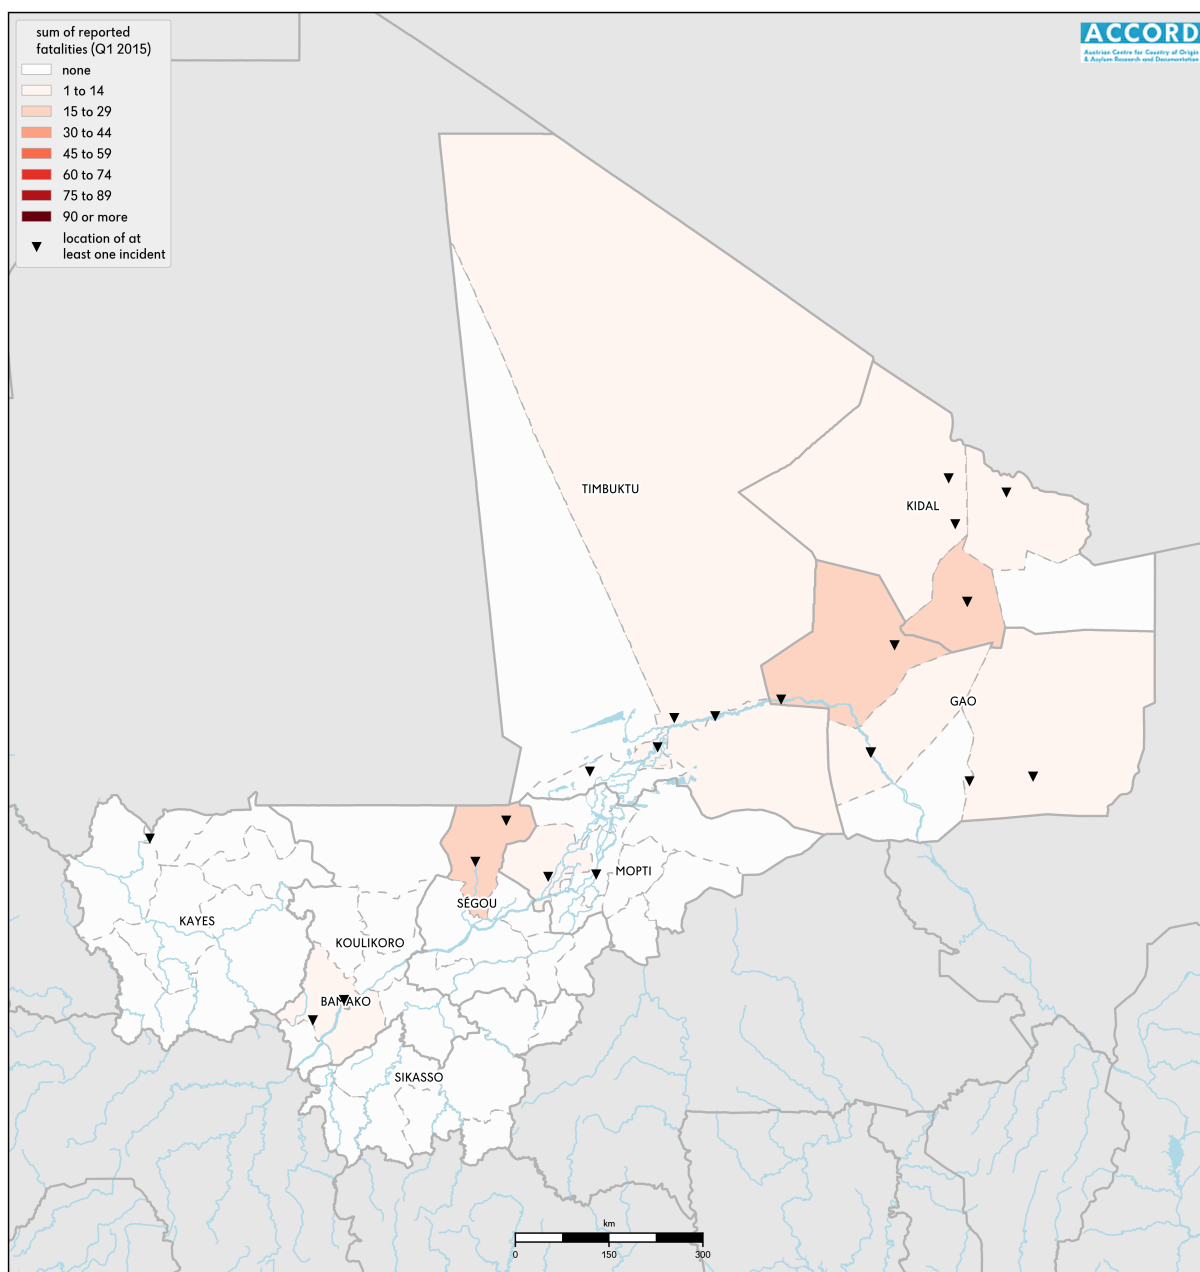 sum of reported
fatalities (Q1 2015)
none
1 to 14
15 to 29
30 to 44
45 to 59
60 to 74
75 to 89
90 or more
location of at
least one incident
ACCORD
Austrian Centre for Country of Origin
& Asylum Research and Documentation
TIMBUKTU
KIDAL
GAO
MOPTI
SÉGOU
KAYES
KOULIKORO
BAMAKO
SIKASSO
km
0 150 300